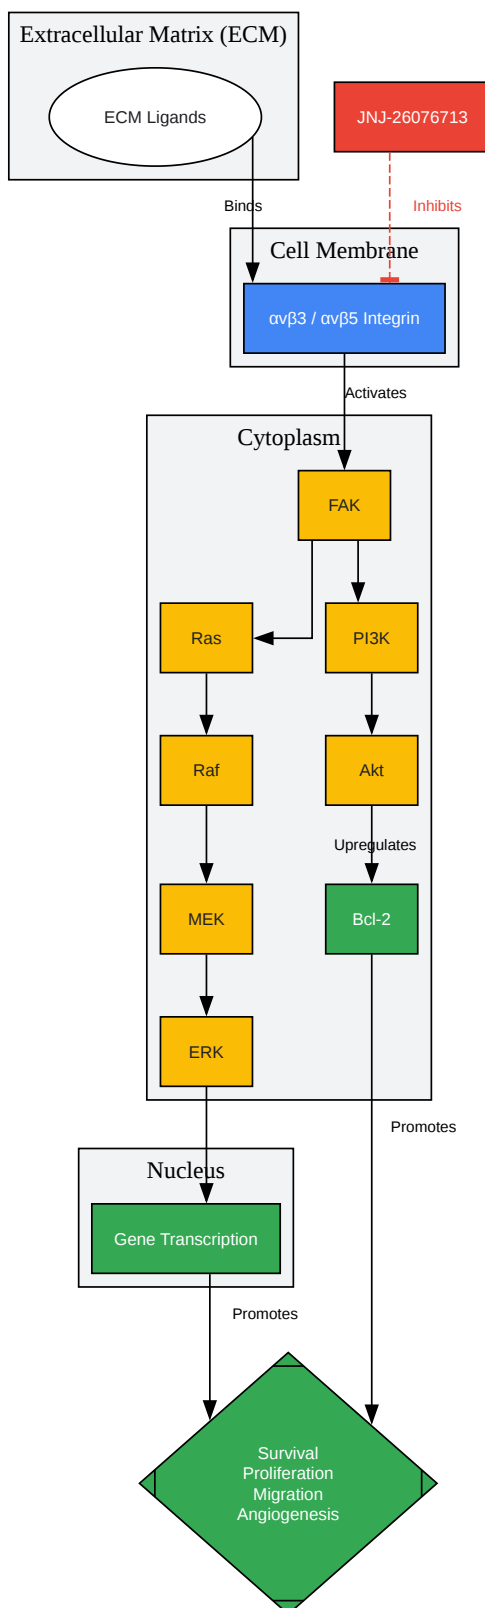 Extracellular Matrix (ECM)
ECM Ligands
JNJ-26076713
Binds
Inhibits
Cell Membrane
αvβ3 / αvβ5 Integrin
Activates
Cytoplasm
FAK
Ras
PI3K
Raf
Akt
Upregulates
MEK
Bcl-2
ERK
Promotes
Nucleus
Gene Transcription
Promotes
Survival
Proliferation
Migration
Angiogenesis